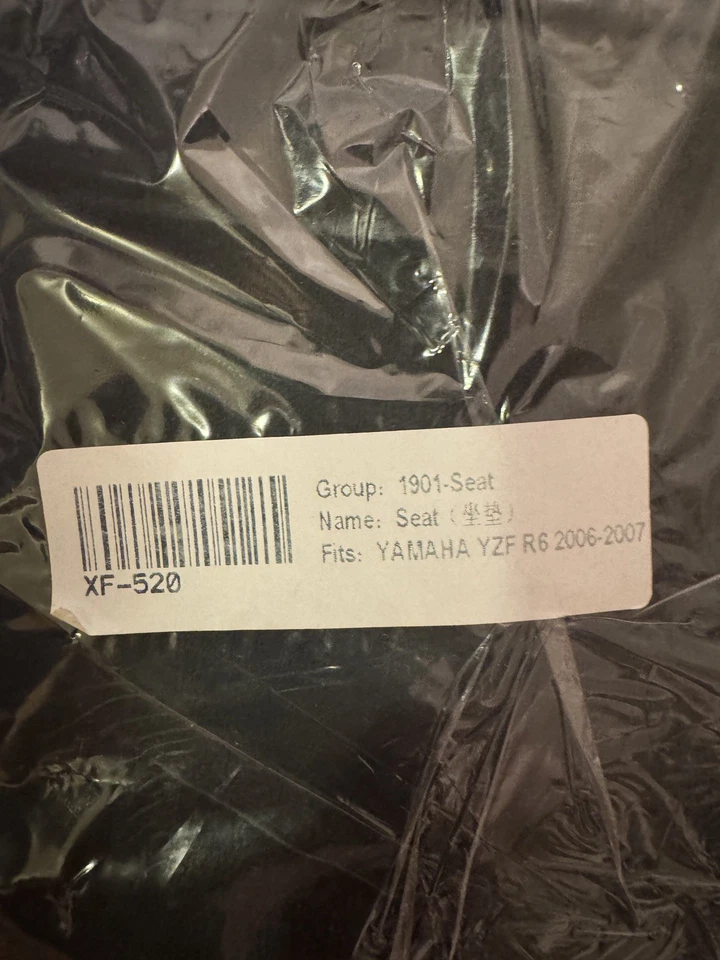 Group: 1901-Seat
Name: Seat（坐垫）
Fits: YAMAHA YZF R6 2006-2007
XF-520